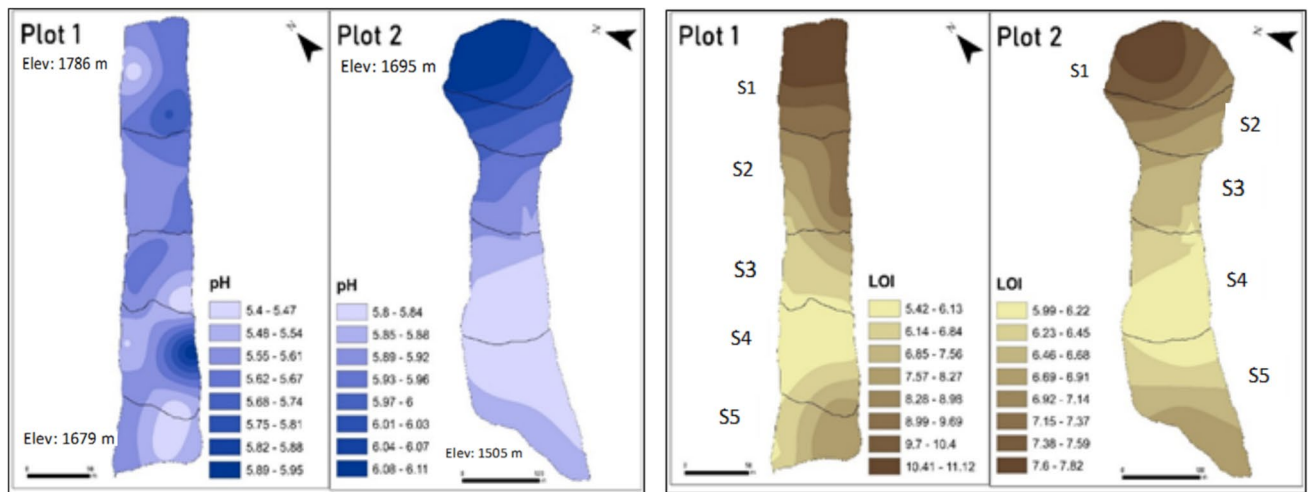 Plot 1
Elev: 1786 m
N
pH
5.4 - 5.47
5.48 - 5.54
5.55 - 5.61
5.62 - 5.67
5.68 - 5.74
5.75 - 5.81
5.82 - 5.88
5.89 - 5.95
Elev: 1679 m
0
m
Plot 2
Elev: 1695 m
N
pH
5.8 - 5.84
5.85 - 5.88
5.89 - 5.92
5.93 - 5.96
5.97 - 6
6.01 - 6.03
6.04 - 6.07
6.08 - 6.11
Elev: 1505 m
0
m
Plot 1
N
S1
S2
S3
S4
S5
LOI
5.42 - 6.13
6.14 - 6.84
6.85 - 7.56
7.57 - 8.27
8.28 - 8.98
8.99 - 9.69
9.7 - 10.4
10.41 - 11.12
0
m
Plot 2
N
S1
S2
S3
S4
S5
LOI
5.99 - 6.22
6.23 - 6.45
6.46 - 6.68
6.69 - 6.91
6.92 - 7.14
7.15 - 7.37
7.38 - 7.59
7.6 - 7.82
0
m